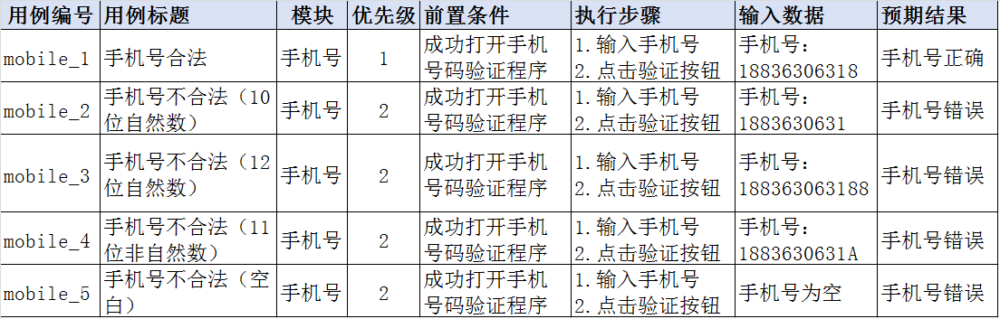 用例编号 用例标题 模块 优先级 前置条件 执行步骤 输入数据 预期结果
mobile_1 手机号合法 手机号 1 成功打开手机号码验证程序 1.输入手机号 2.点击验证按钮 手机号：18836306318 手机号正确
mobile_2 手机号不合法（10位自然数） 手机号 2 成功打开手机号码验证程序 1.输入手机号 2.点击验证按钮 手机号：1883630631 手机号错误
mobile_3 手机号不合法（12位自然数） 手机号 2 成功打开手机号码验证程序 1.输入手机号 2.点击验证按钮 手机号：188363063188 手机号错误
mobile_4 手机号不合法（11位非自然数） 手机号 2 成功打开手机号码验证程序 1.输入手机号 2.点击验证按钮 手机号：1883630631A 手机号错误
mobile_5 手机号不合法（空白） 手机号 2 成功打开手机号码验证程序 1.输入手机号 2.点击验证按钮 手机号为空 手机号错误